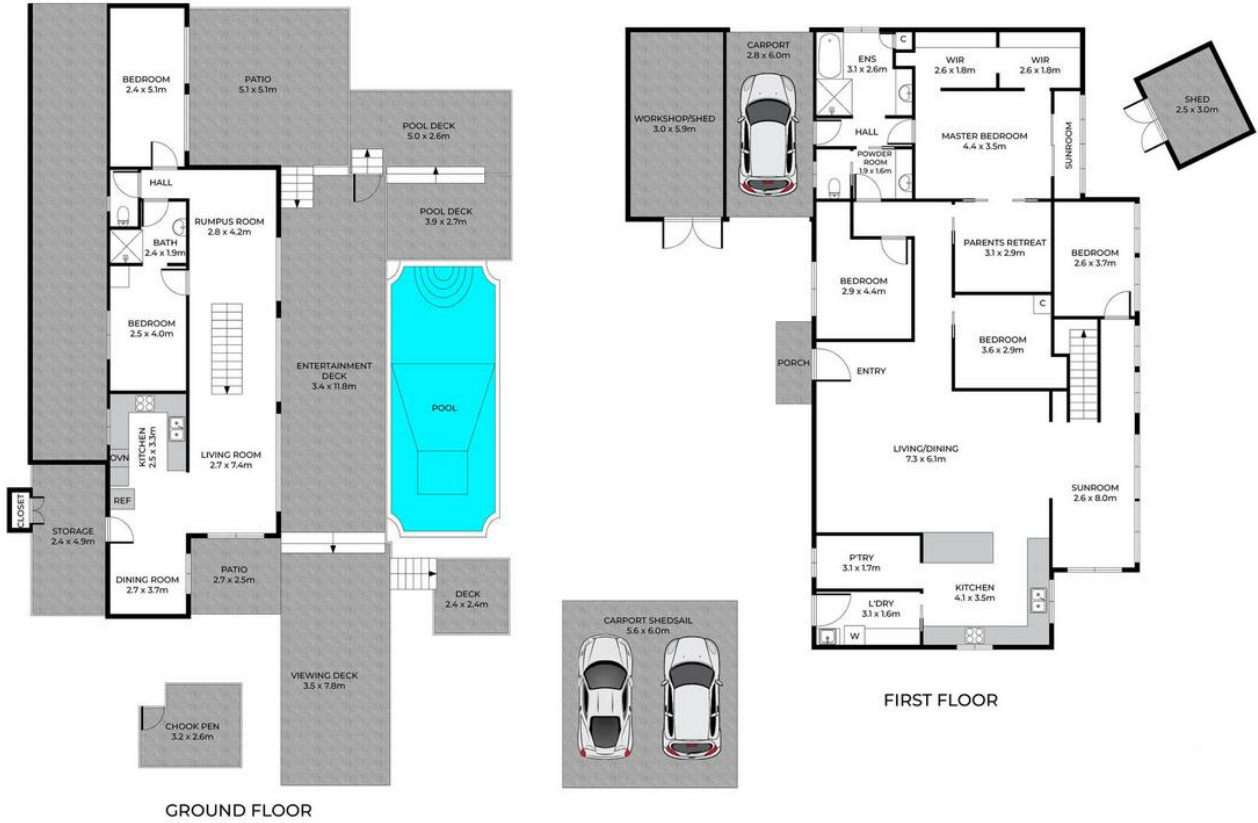 BEDROOM
2.4 x 5.1m
PATIO
5.1 x 5.1m
POOL DECK
5.0 x 2.6m
HALL
POOL DECK
3.9 x 2.7m
RUMPUS ROOM
2.8 x 4.2m
BATH
2.4 x 1.9m
BEDROOM
2.5 x 4.0m
ENTERTAINMENT
DECK
3.4 x 11.8m
POOL
KITCHEN
2.5 x 3.3m
OVN
REF
LIVING ROOM
2.7 x 7.4m
CLOSET
STORAGE
2.4 x 4.9m
DINING ROOM
2.7 x 3.7m
PATIO
2.7 x 2.5m
DECK
2.4 x 2.4m
VIEWING DECK
3.5 x 7.8m
CHOOK PEN
3.2 x 2.6m
GROUND FLOOR
CARPORT
2.8 x 6.0m
WORKSHOP/SHED
3.0 x 5.9m
ENS
3.1 x 2.6m
C
WIR
2.6 x 1.8m
WIR
2.6 x 1.8m
SHED
2.5 x 3.0m
HALL
MASTER BEDROOM
4.4 x 3.5m
SUNROOM
POWDER
ROOM
1.9 x 1.6m
PARENTS RETREAT
3.1 x 2.9m
BEDROOM
2.6 x 3.7m
BEDROOM
2.9 x 4.4m
C
BEDROOM
3.6 x 2.9m
PORCH
ENTRY
LIVING/DINING
7.3 x 6.1m
SUNROOM
2.6 x 8.0m
P'TRY
3.1 x 1.7m
KITCHEN
4.1 x 3.5m
L'DRY
3.1 x 1.6m
W
CARPORT SHEDSAIL
5.6 x 6.0m
FIRST FLOOR